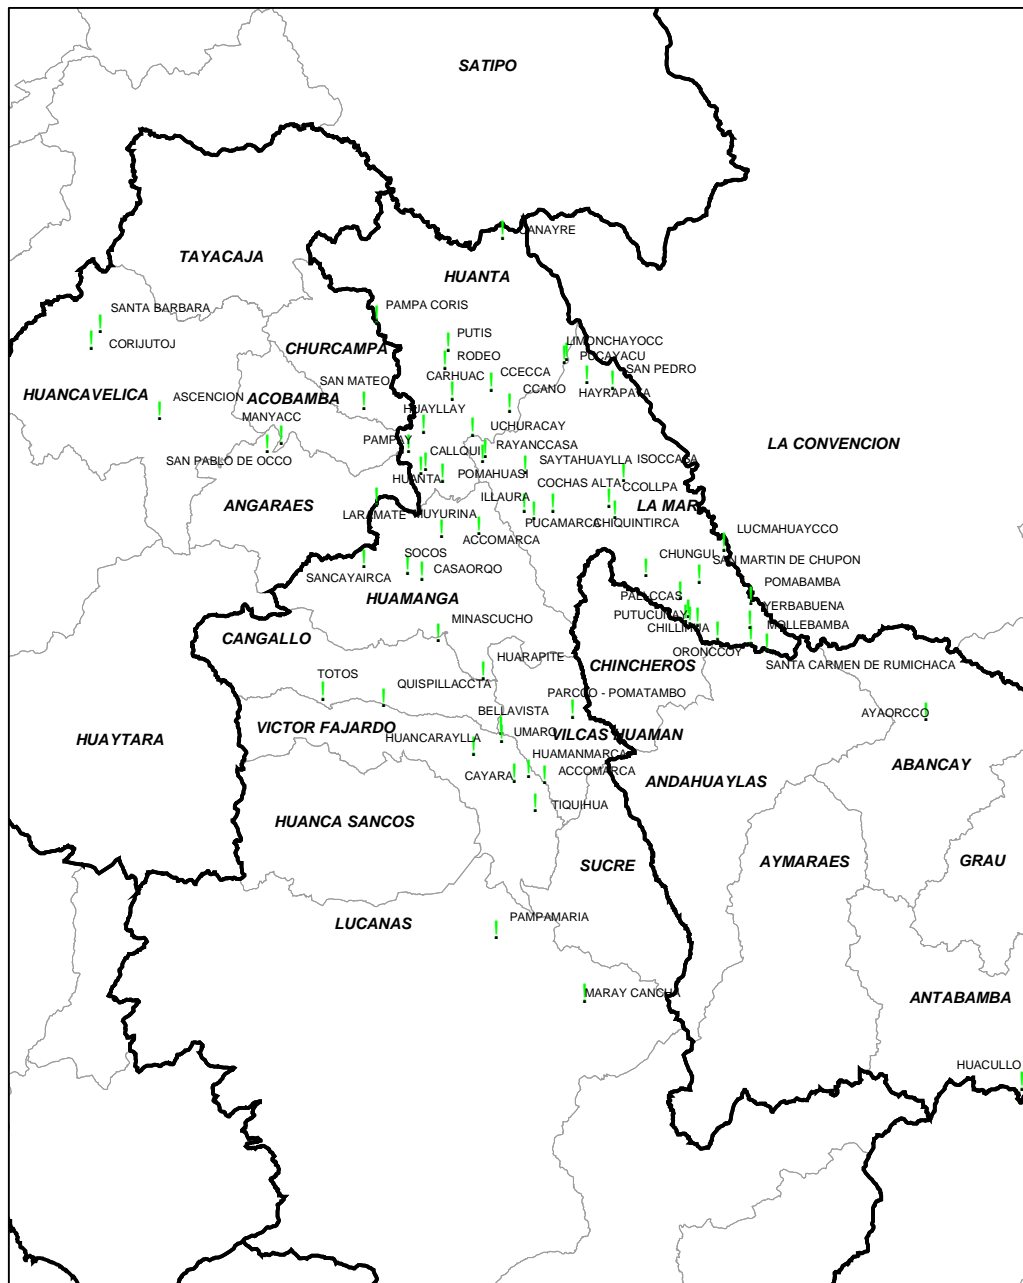 SATIPO
CANAYRE
TAYACAJA
HUANTA
SANTA BARBARA
PAMPA CORIS
CORIJUTOJ
PUTIS
LIMONCHAYOCC
CHURCAMPA
RODEO
PUCAYACU
SAN PEDRO
CARHUAC
CCECCA
SAN MATEO
HUANCAVELICA
ASCENCION
ACOBAMBA
CCANO
HAYRAPATA
MANYACC
HUAYLLAY
UCHURACAY
LA CONVENCION
PAMPAY
CALQUI
RAYANCCASA
SAN PABLO DE OCCO
SAYTAHUAYLLA
ISOCCASA
HUANTA
POMAHUASI
COCHAS ALTA
CCOLLPA
ILLAURA
ANGARAES
LA MAR
LARAMATE
MUYURINA
PUCAMARCA
CHIQUINTIRCA
LUCMAHUAYCCO
ACCOMARCA
SOCOS
CHUNGUI
SAN MARTIN DE CHUPON
SANCAYAIRCA
CASAORQO
POMABAMBA
HUAMANGA
PALLCCAS
YERBABUENA
MINASCUCHO
PUTUCUNAY
CHILLIHUA
MOLLEBAMBA
CANGALLO
HUARAPITE
ORONCCOY
CHINCHEROS
SANTA CARMEN DE RUMICHACA
TOTOS
QUISPILLACCTA
PARCCO - POMATAMBO
BELLAVISTA
AYAORCCO
VICTOR FAJARDO
UMARO
VILCAS HUAMAN
HUAYTARA
HUANCARAYLLA
HUAMANMARCA
ABANCAY
CAYARA
ACCOMARCA
ANDAHUAYLAS
TIQUIHUA
HUANCA SANCOS
SUCRE
AYMARAES
GRAU
LUCANAS
PAMPAMARIA
MARAY CANCHA
ANTABAMBA
HUACULLO